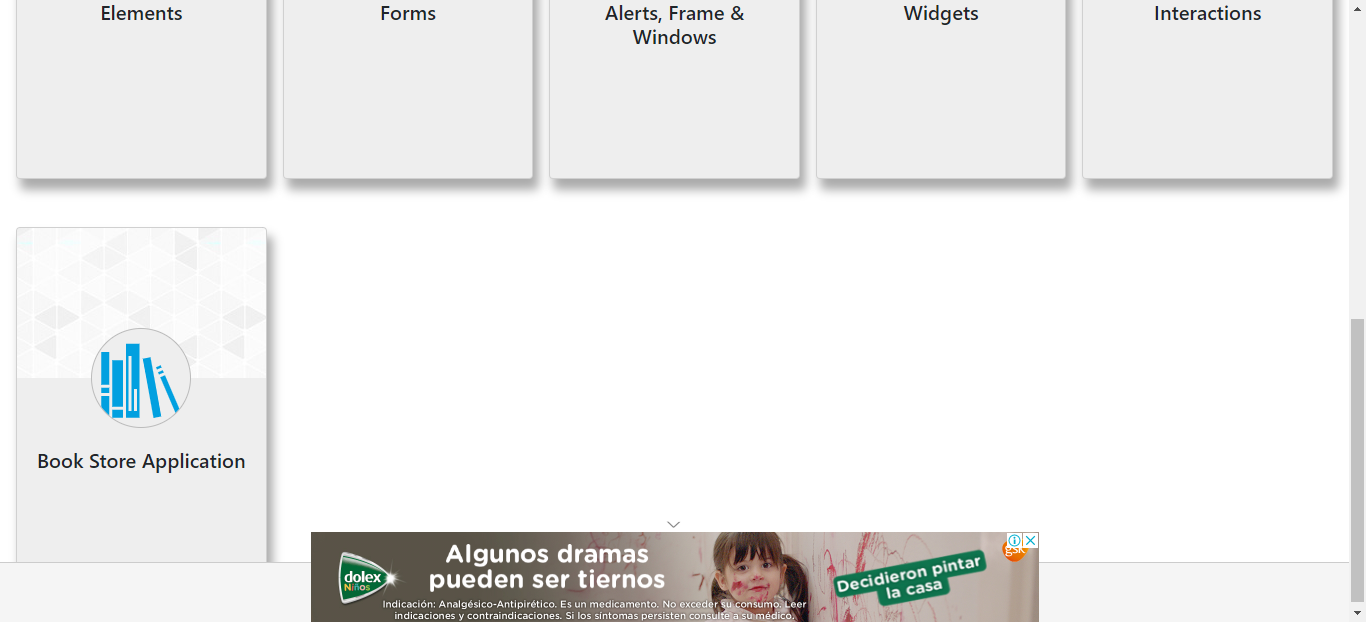 Elements
Forms
Alerts, Frame &
Windows
Widgets
Interactions
Book Store Application
Algunos dramas
pueden ser tiernos
dolex
Niños
Decidieron pintar
la casa
gsk
Indicación: Analgésico-Antipirético. Es un medicamento. No exceder su consumo. Leer
indicaciones y contraindicaciones. Si los síntomas persisten consulte a su médico.